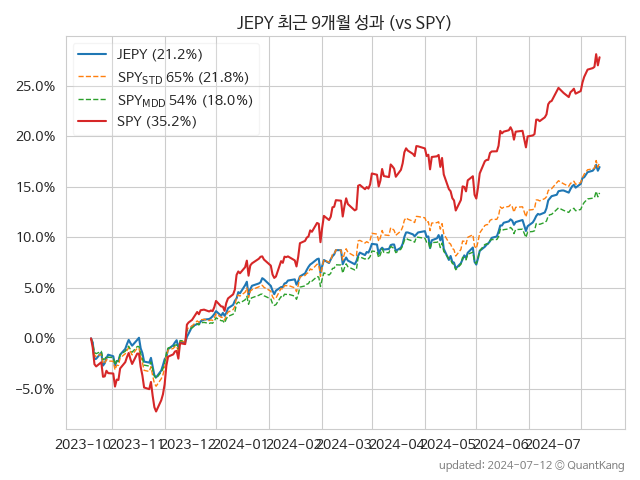 JEPY 최근 9개월 성과 (vs SPY)
JEPY (21.2%)
SPY_STD 65% (21.8%)
SPY_MDD 54% (18.0%)
SPY (35.2%)
25.0%
20.0%
15.0%
10.0%
5.0%
0.0%
−5.0%
2023-10 2023-11 2023-12 2024-01 2024-02 2024-03 2024-04 2024-05 2024-06 2024-07
updated: 2024-07-12 © QuantKang